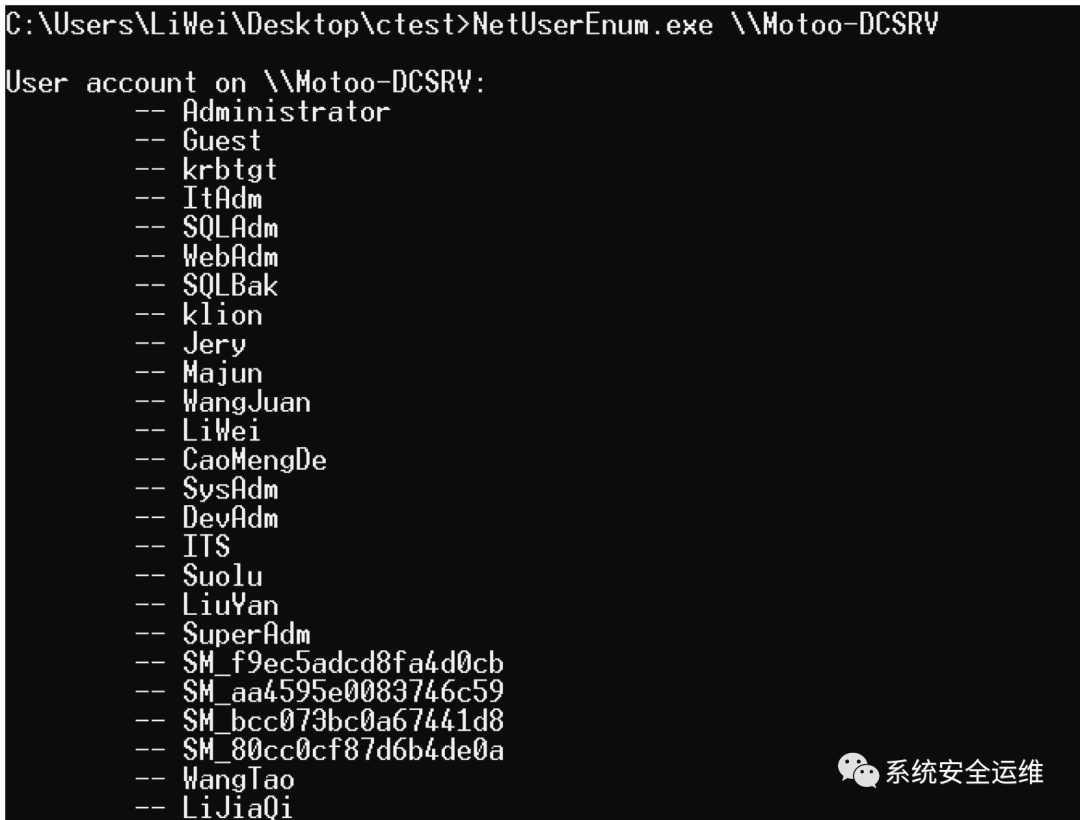 C:\Users\LiWei\Desktop\ctest>NetUserEnum.exe \\Motoo-DCSRV
User account on \\Motoo-DCSRV:
-- Administrator
-- Guest
-- krbtgt
-- ItAdm
-- SQLAdm
-- WebAdm
-- SQLBak
-- klion
-- Jery
-- Majun
-- WangJuan
-- LiWei
-- CaoMengDe
-- SysAdm
-- DevAdm
-- ITS
-- Suolu
-- LiuYan
-- SuperAdm
-- SM_f9ec5adcd8fa4d0cb
-- SM_aa4595e0083746c59
-- SM_bcc073bc0a67441d8
-- SM_80cc0cf87d6b4de0a
-- WangTao
-- LiJiaQi
系统安全运维